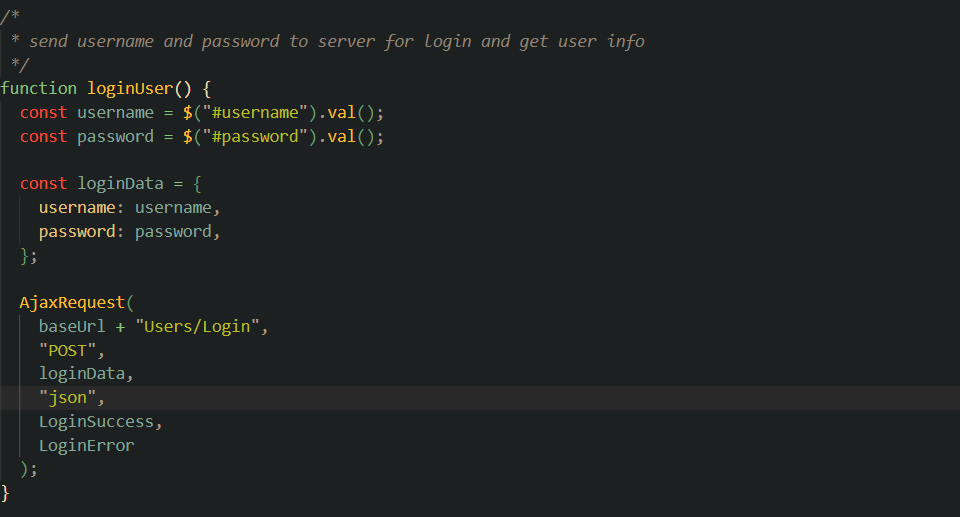 /*
 * send username and password to server for login and get user info
 */
function loginUser() {
  const username = $("#username").val();
  const password = $("#password").val();

  const loginData = {
    username: username,
    password: password,
  };

  AjaxRequest(
    baseUrl + "Users/Login",
    "POST",
    loginData,
    "json",
    LoginSuccess,
    LoginError
  );
}